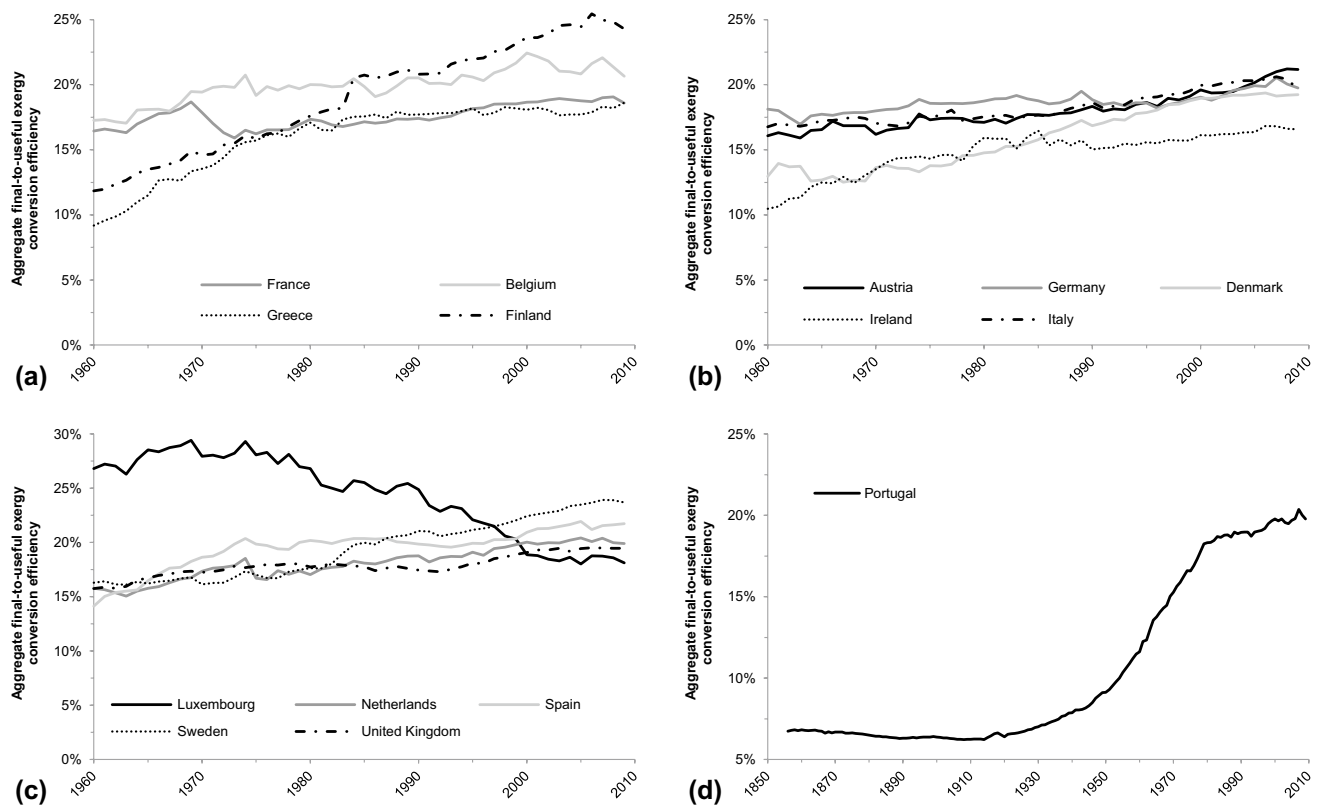 Aggregate final-to-useful exergy
conversion efficiency
25%
20%
15%
10%
5%
0%
France
Belgium
Greece
Finland
1960
1970
1980
1990
2000
2010
(a)
Aggregate final-to-useful exergy
conversion efficiency
25%
20%
15%
10%
5%
0%
Austria
Germany
Denmark
Ireland
Italy
1960
1970
1980
1990
2000
2010
(b)
Aggregate final-to-useful exergy
conversion efficiency
30%
25%
20%
15%
10%
5%
0%
Luxembourg
Netherlands
Spain
Sweden
United Kingdom
1960
1970
1980
1990
2000
2010
(c)
Aggregate final-to-useful exergy
conversion efficiency
25%
20%
15%
10%
5%
Portugal
1850
1870
1890
1910
1930
1950
1970
1990
2010
(d)